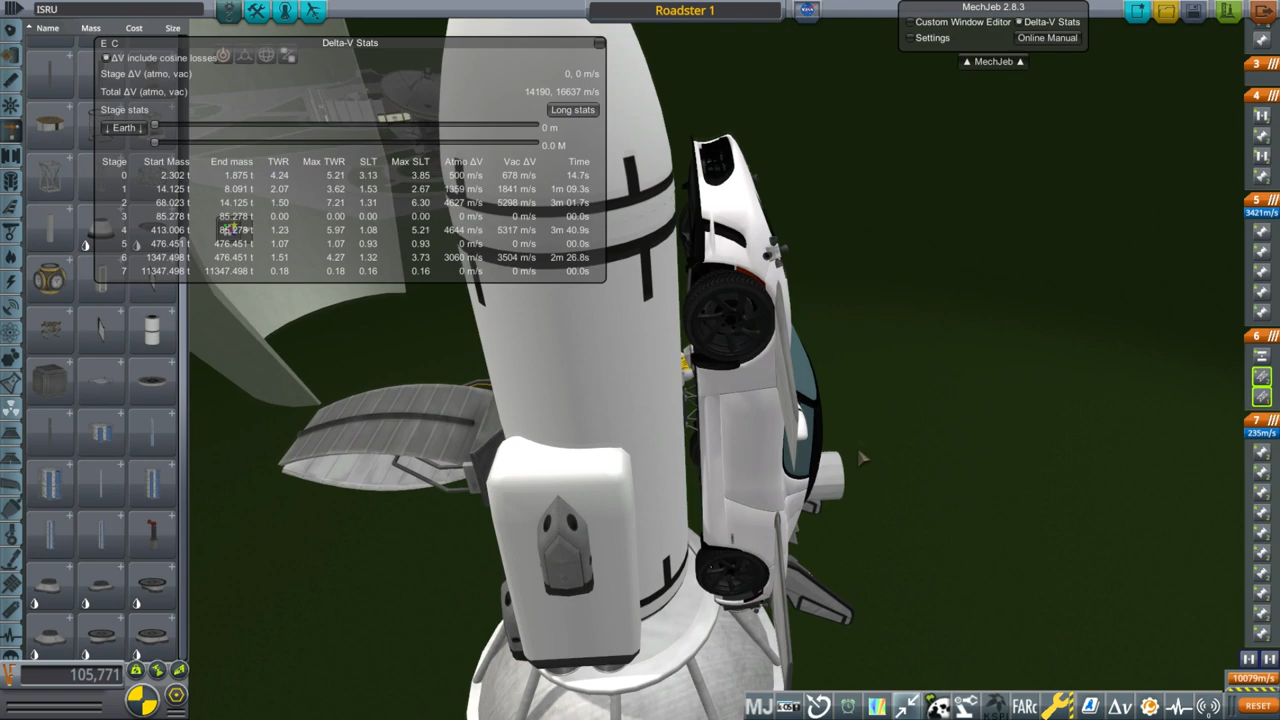 ISRU
Roadster 1
MechJeb 2.8.3
Custom Window Editor Delta-V Stats
Settings Online Manual
▲ MechJeb ▲
Name Mass Cost Size
E C Delta-V Stats
ΔV include cosine losses
Stage ΔV (atmo, vac) 0, 0 m/s
Total ΔV (atmo, vac) 14190, 16637 m/s
Stage stats Long stats
↓ Earth ↓ 0 m
0.0 M
Stage Start Mass End mass TWR Max TWR SLT Max SLT Atmo ΔV Vac ΔV Time
0 2.302 t 1.875 t 4.24 5.21 3.13 3.85 500 m/s 678 m/s 14.7s
1 14.125 t 8.091 t 2.07 3.62 1.53 2.67 1359 m/s 1841 m/s 1m 09.3s
2 68.023 t 14.125 t 1.50 7.21 1.31 6.30 4627 m/s 5298 m/s 3m 01.7s
3 85.278 t 85.278 t 0.00 0.00 0.00 0.00 0 m/s 0 m/s 00.0s
4 413.006 t 85.278 t 1.23 5.97 1.08 5.21 4644 m/s 5317 m/s 3m 40.9s
5 476.451 t 476.451 t 1.07 1.07 0.93 0.93 0 m/s 0 m/s 00.0s
6 1347.498 t 476.451 t 1.51 4.27 1.32 3.73 3060 m/s 3504 m/s 2m 26.8s
7 11347.498 t 11347.498 t 0.18 0.18 0.16 0.16 0 m/s 0 m/s 00.0s
3
4
5
3421m/s
6
7
235m/s
10079m/s
RESET
105,771
MJ
FARc
Δv